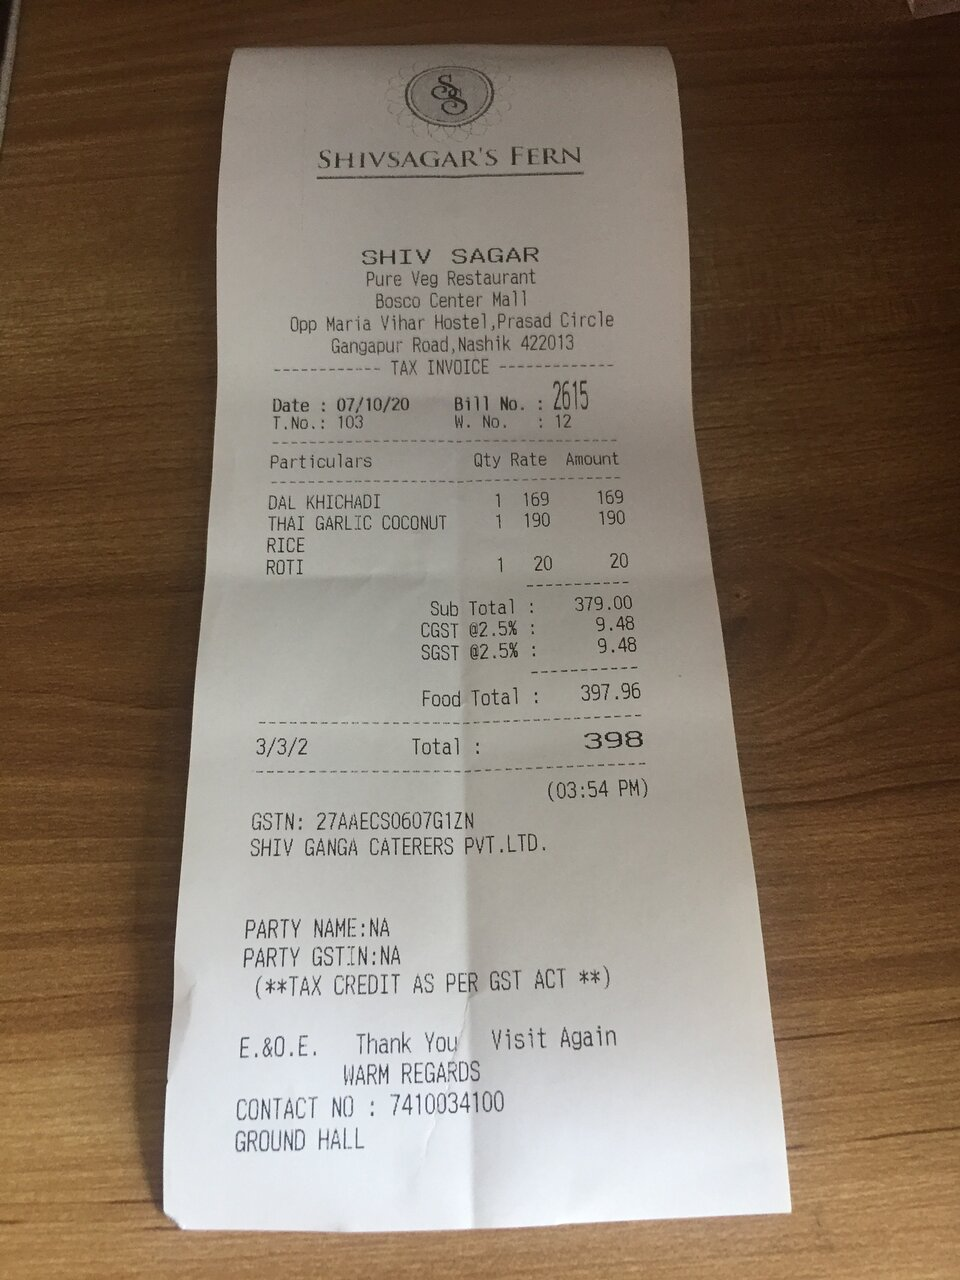 SS
SHIVSAGAR'S FERN
SHIV SAGAR
Pure Veg Restaurant
Bosco Center Mall
Opp Maria Vihar Hostel,Prasad Circle
Gangapur Road,Nashik 422013
------------ TAX INVOICE -------------
Date : 07/10/20 Bill No. : 2615
T.No.: 103 W. No. : 12
Particulars Qty Rate Amount
DAL KHICHADI 1 169 169
THAI GARLIC COCONUT 1 190 190
RICE
ROTI 1 20 20
Sub Total : 379.00
CGST @2.5% : 9.48
SGST @2.5% : 9.48
Food Total : 397.96
3/3/2 Total : 398
(03:54 PM)
GSTN: 27AAECS0607G1ZN
SHIV GANGA CATERERS PVT.LTD.
PARTY NAME:NA
PARTY GSTIN:NA
(**TAX CREDIT AS PER GST ACT **)
E.&O.E. Thank You Visit Again
WARM REGARDS
CONTACT NO : 7410034100
GROUND HALL